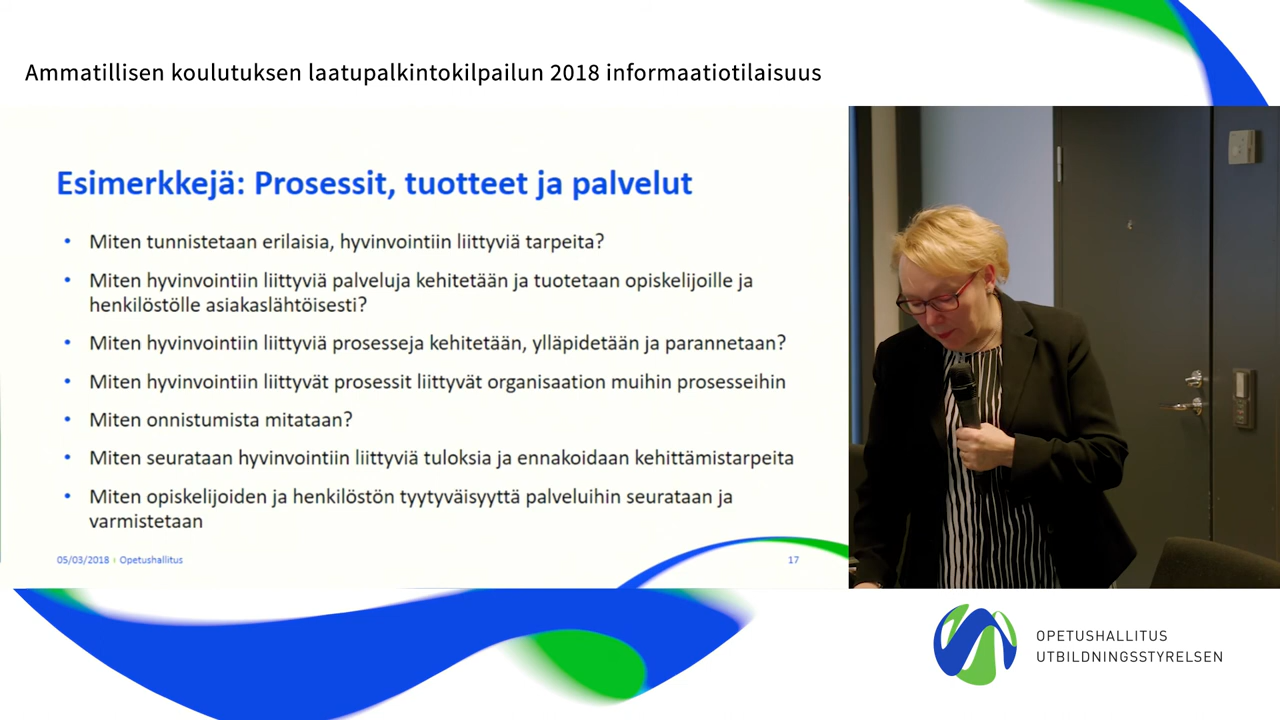 Ammatillisen koulutuksen laatupalkintokilpailun 2018 informaatiotilaisuus
Esimerkkejä: Prosessit, tuotteet ja palvelut
• Miten tunnistetaan erilaisia, hyvinvointiin liittyviä tarpeita?
• Miten hyvinvointiin liittyviä palveluja kehitetään ja tuotetaan opiskelijoille ja
henkilöstölle asiakaslähtöisesti?
• Miten hyvinvointiin liittyviä prosesseja kehitetään, ylläpidetään ja parannetaan?
• Miten hyvinvointiin liittyvät prosessit liittyvät organisaation muihin prosesseihin
• Miten onnistumista mitataan?
• Miten seurataan hyvinvointiin liittyviä tuloksia ja ennakoidaan kehittämistarpeita
• Miten opiskelijoiden ja henkilöstön tyytyväisyyttä palveluihin seurataan ja
varmistetaan
05/03/2018 Opetushallitus 17
OPETUSHALLITUS
UTBILDNINGSSTYRELSEN